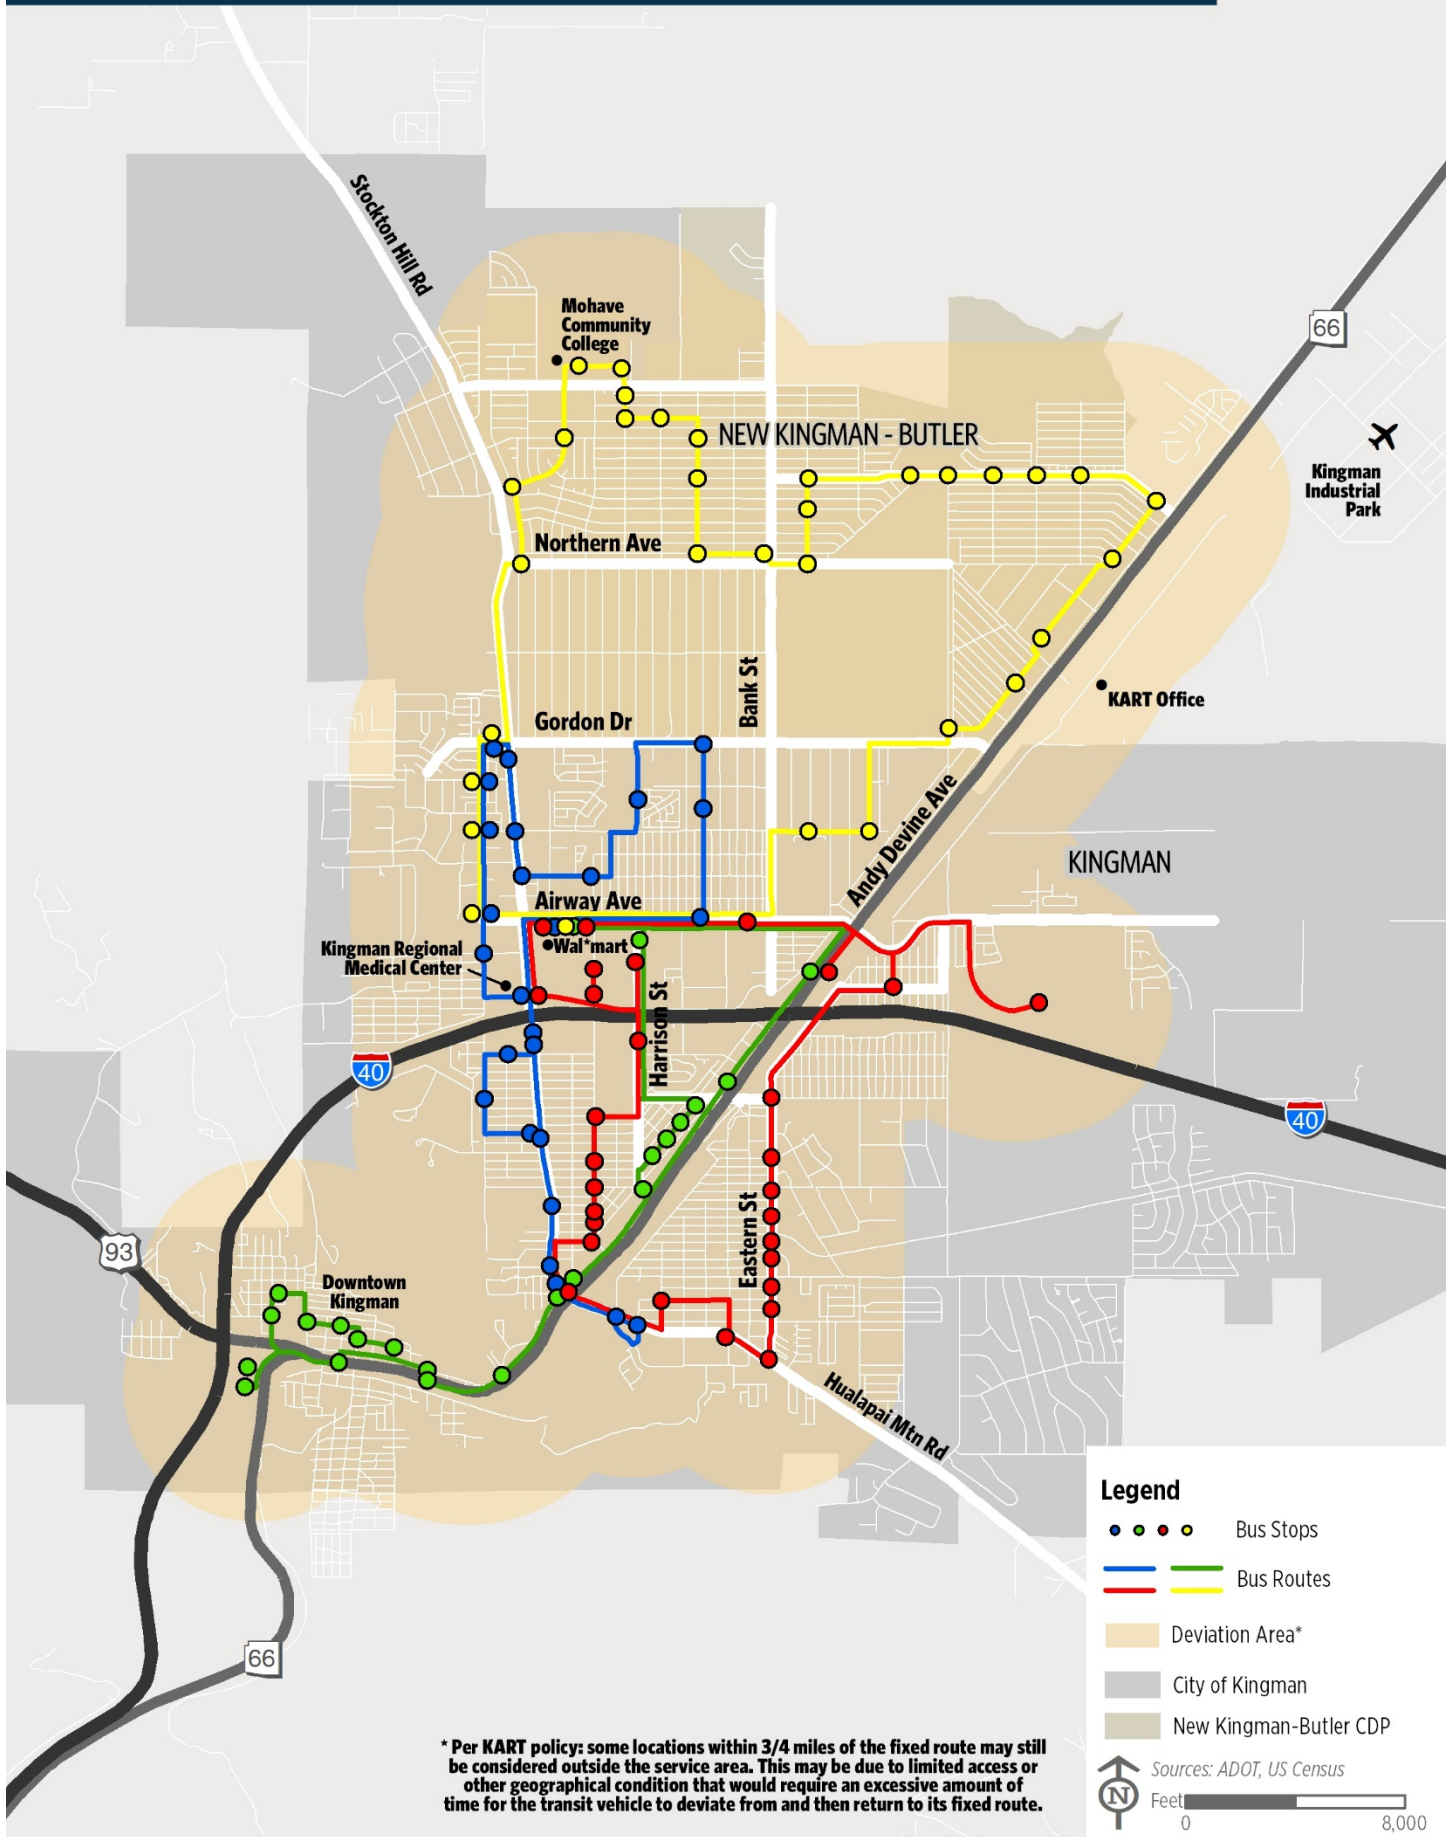 Stockton Hill Rd
Mohave
Community
College
66
NEW KINGMAN - BUTLER
Kingman
Industrial
Park
Northern Ave
Bank St
KART Office
Gordon Dr
Andy Devine Ave
KINGMAN
Airway Ave
Wal*mart
Kingman Regional
Medical Center
Harrison St
40
40
93
Eastern St
Downtown
Kingman
Hualapai Mtn Rd
66
Legend
Bus Stops
Bus Routes
Deviation Area*
City of Kingman
New Kingman-Butler CDP
Sources: ADOT, US Census
N
Feet
0 8,000
* Per KART policy: some locations within 3/4 miles of the fixed route may still
be considered outside the service area. This may be due to limited access or
other geographical condition that would require an excessive amount of
time for the transit vehicle to deviate from and then return to its fixed route.